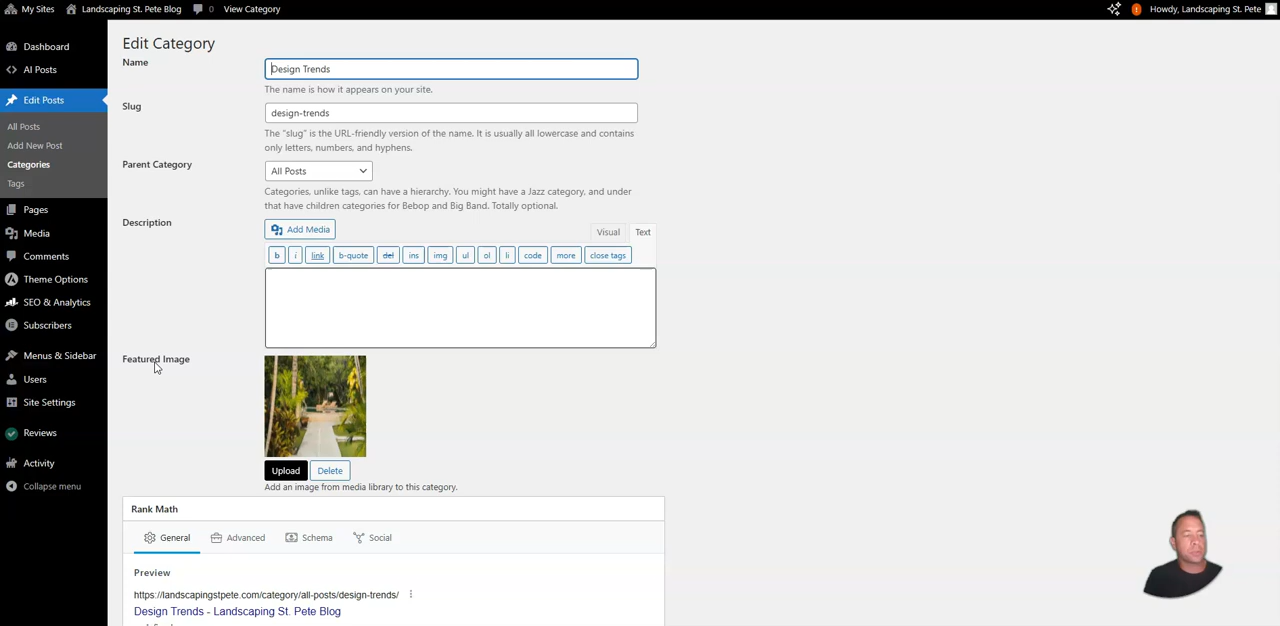 My Sites Landscaping St. Pete Blog 0 View Category ! Howdy, Landscaping St. Pete
Dashboard
AI Posts
Edit Posts
All Posts
Add New Post
Categories
Tags
Pages
Media
Comments
Theme Options
SEO & Analytics
Subscribers
Menus & Sidebar
Users
Site Settings
Reviews
Activity
Collapse menu
Edit Category
Name
Design Trends
The name is how it appears on your site.
Slug
design-trends
The "slug" is the URL-friendly version of the name. It is usually all lowercase and contains
only letters, numbers, and hyphens.
Parent Category
All Posts
Categories, unlike tags, can have a hierarchy. You might have a Jazz category, and under
that have children categories for Bebop and Big Band. Totally optional.
Description
Add Media
Visual Text
b i link b-quote del ins img ul ol li code more close tags
Featured Image
Upload Delete
Add an image from media library to this category.
Rank Math
General Advanced Schema Social
Preview
https://landscapingstpete.com/category/all-posts/design-trends/
Design Trends - Landscaping St. Pete Blog